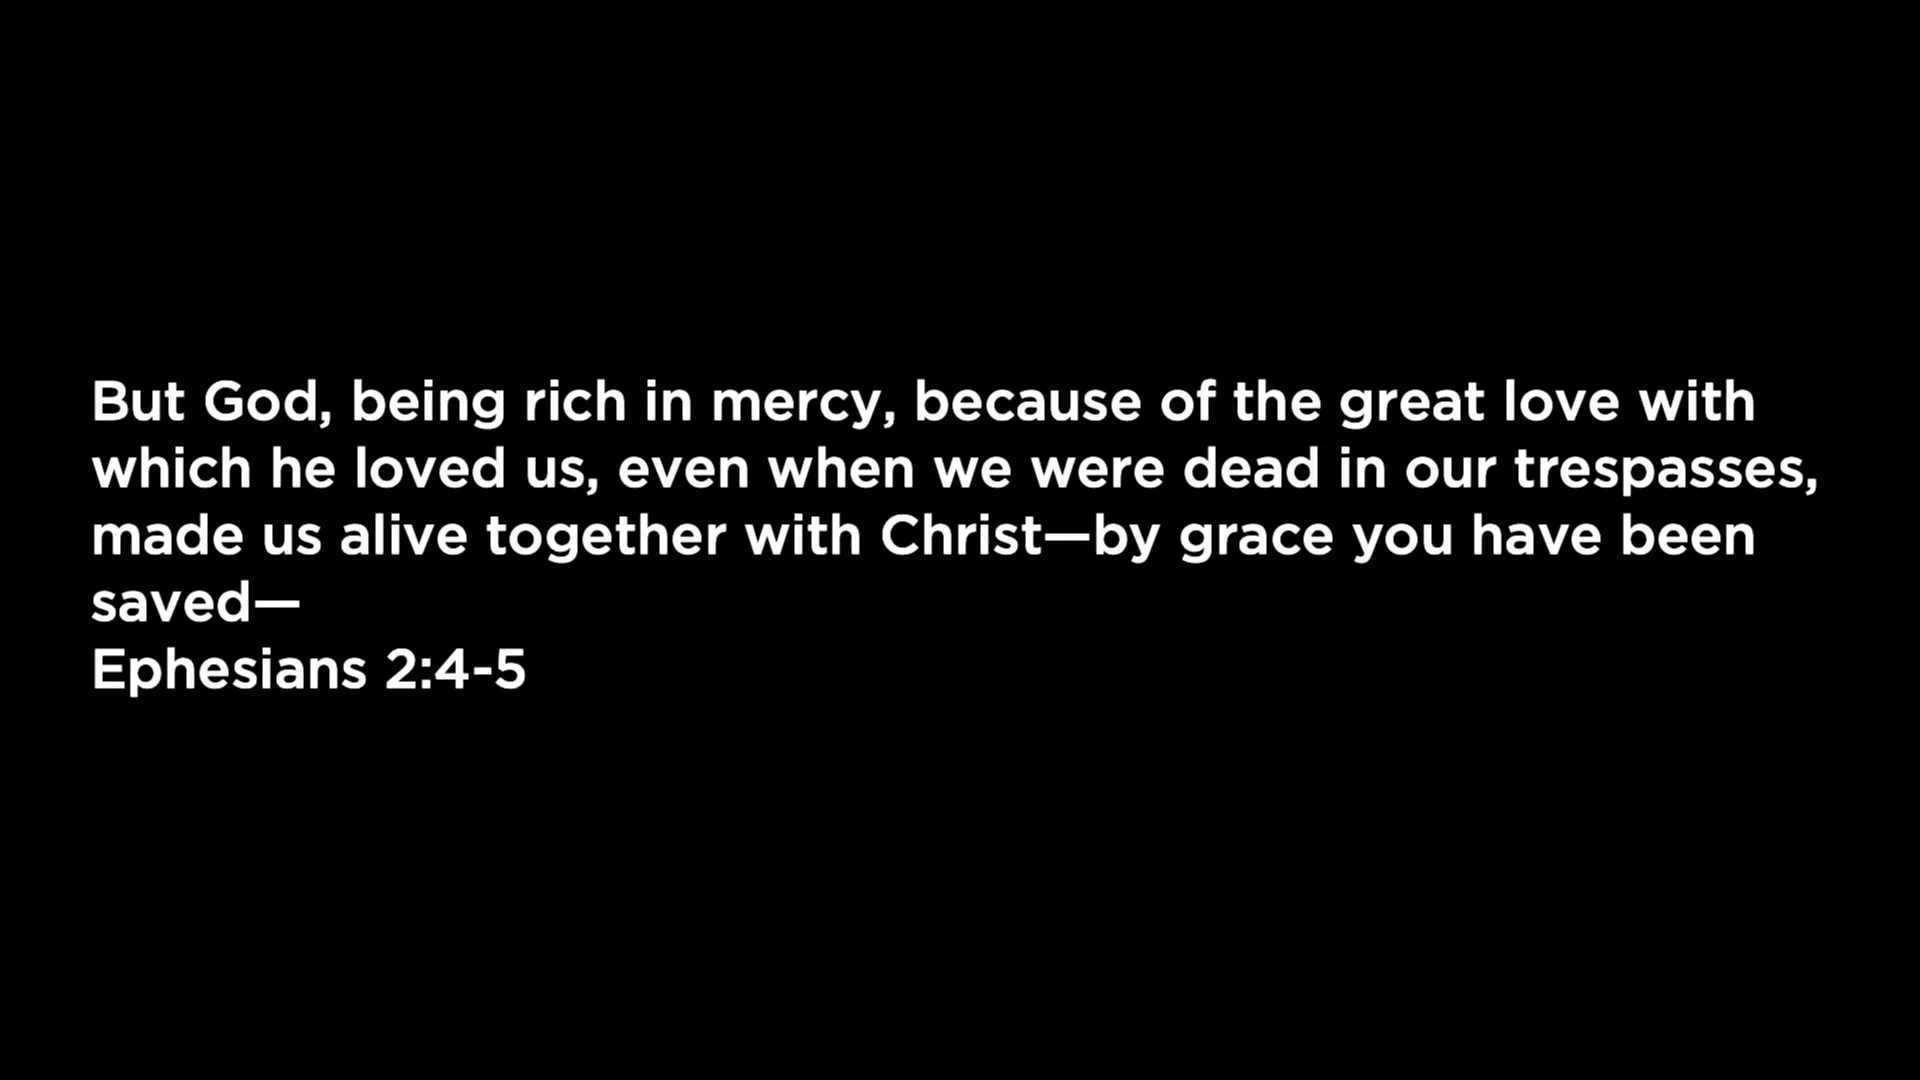 But God, being rich in mercy, because of the great love with
which he loved us, even when we were dead in our trespasses,
made us alive together with Christ—by grace you have been
saved—
Ephesians 2:4-5